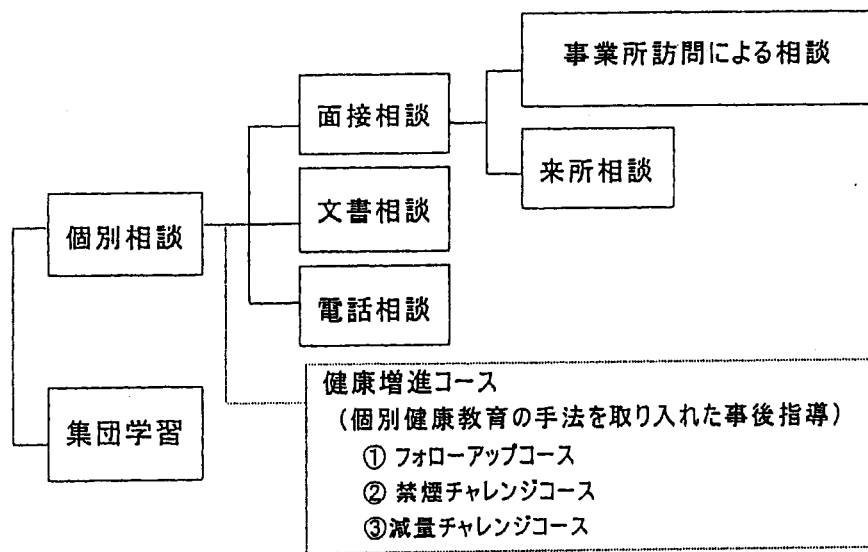 事業所訪問による相談
面接相談
来所相談
文書相談
個別相談
電話相談
健康増進コース
(個別健康教育の手法を取り入れた事後指導)
① フォローアップコース
② 禁煙チャレンジコース
③減量チャレンジコース
集団学習